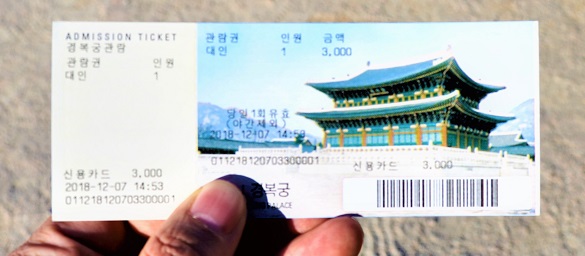 ADMISSION TICKET
경복궁관람
관람권 인원
대인 1
신용카드 3,000
2018-12-07 14:53
011218120703300001
관람권 인원 금액
대인 1 3,000
당일1회유효
(야간제외)
2018-12-07 14:53
011218120703300001
신용카드 3,000
경복궁
PALACE